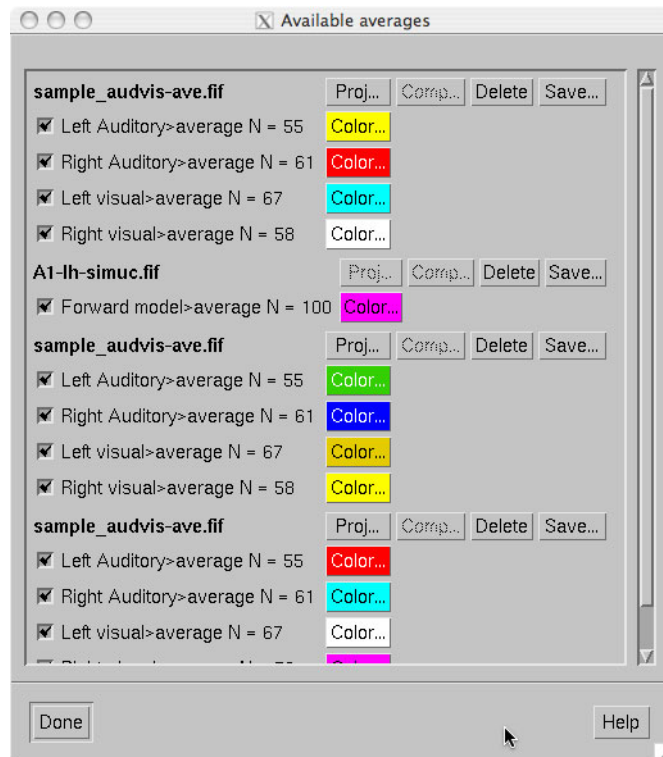 Available averages
sample_audvis-ave.fif Proj... Comp... Delete Save...
Left Auditory>average N = 55 Color...
Right Auditory>average N = 61 Color...
Left visual>average N = 67 Color...
Right visual>average N = 58 Color...
A1-lh-simuc.fif Proj... Comp... Delete Save...
Forward model>average N = 100 Color...
sample_audvis-ave.fif Proj... Comp... Delete Save...
Left Auditory>average N = 55 Color...
Right Auditory>average N = 61 Color...
Left visual>average N = 67 Color...
Right visual>average N = 58 Color...
sample_audvis-ave.fif Proj... Comp... Delete Save...
Left Auditory>average N = 55 Color...
Right Auditory>average N = 61 Color...
Left visual>average N = 67 Color...
Done Help